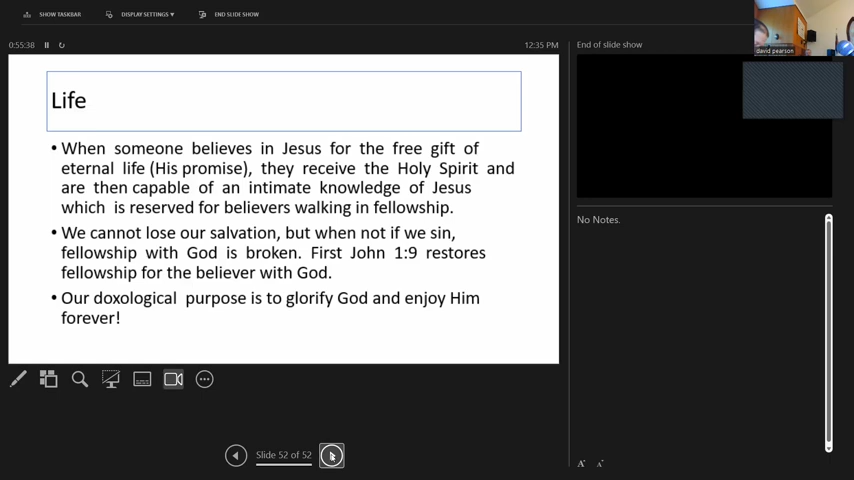 SHOW TASKBAR
DISPLAY SETTINGS ▼
END SLIDE SHOW
0:55:38
12:35 PM
End of slide show
david pearson
Life
• When someone believes in Jesus for the free gift of
eternal life (His promise), they receive the Holy Spirit and
are then capable of an intimate knowledge of Jesus
which is reserved for believers walking in fellowship.
• We cannot lose our salvation, but when not if we sin,
fellowship with God is broken. First John 1:9 restores
fellowship for the believer with God.
• Our doxological purpose is to glorify God and enjoy Him
forever!
No Notes.
Slide 52 of 52
A A